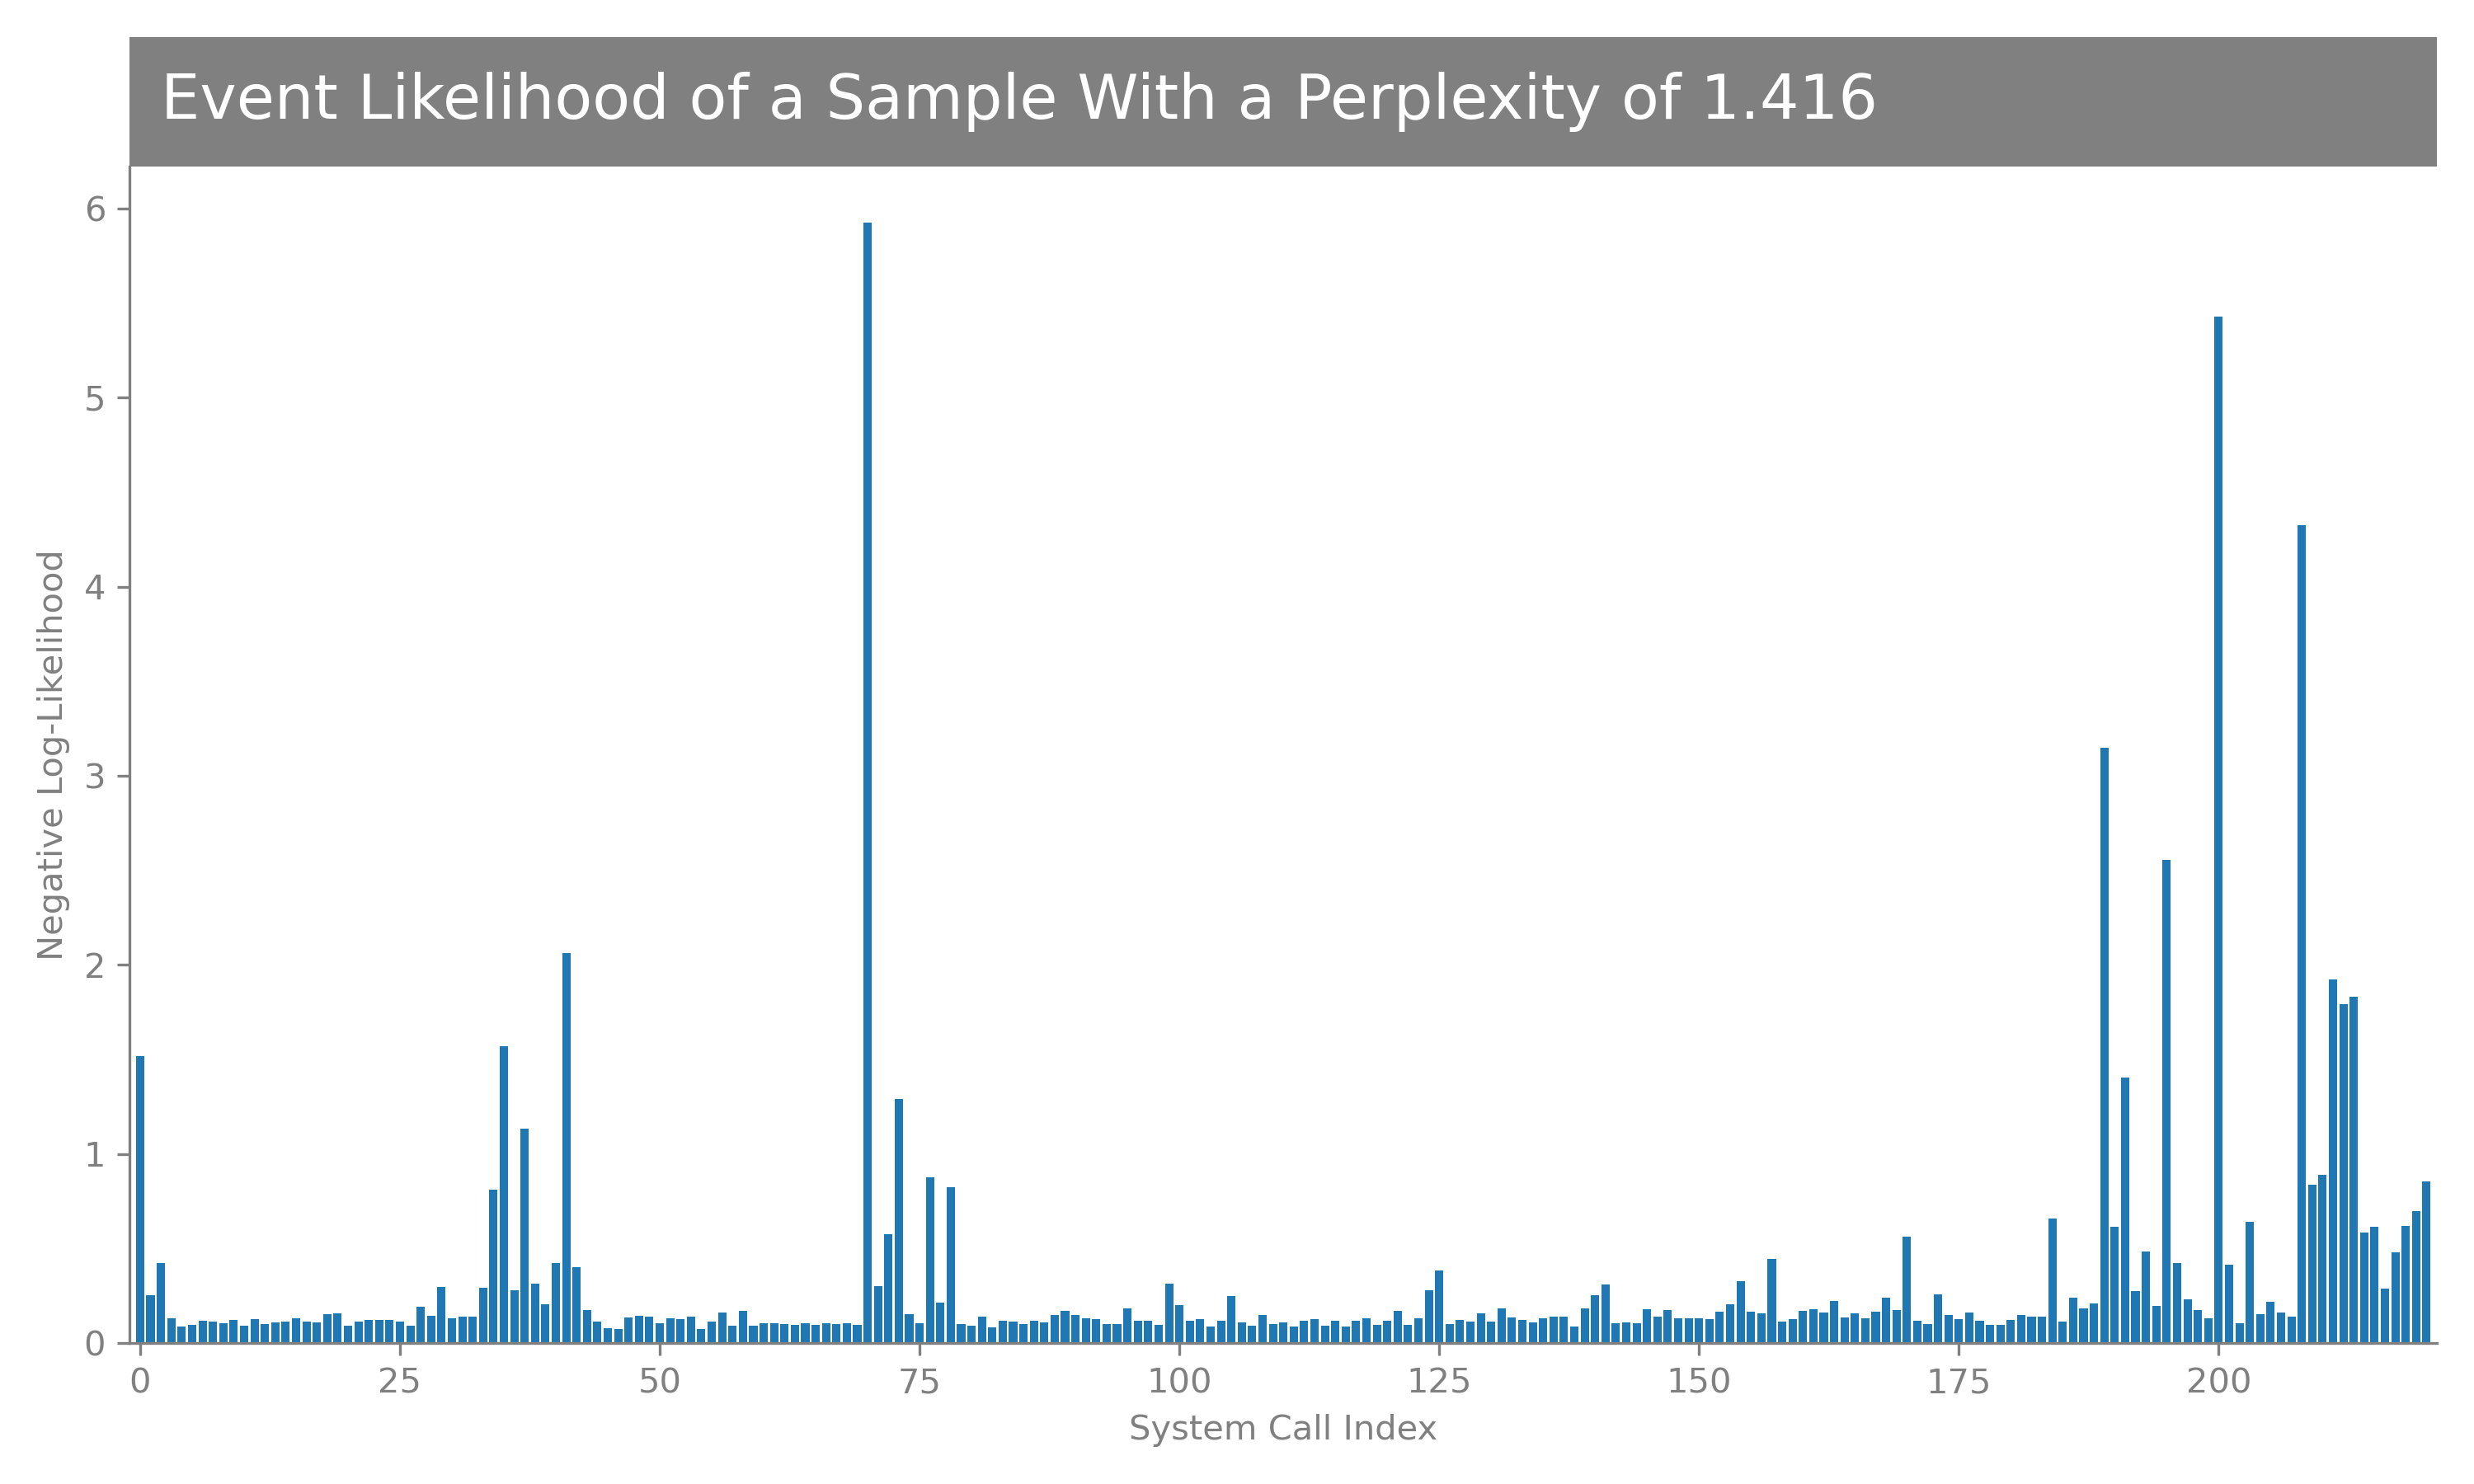 Event Likelihood of a Sample With a Perplexity of 1.416
6
5
4
3
2
1
0
Negative Log-Likelihood
0 25 50 75 100 125 150 175 200
System Call Index